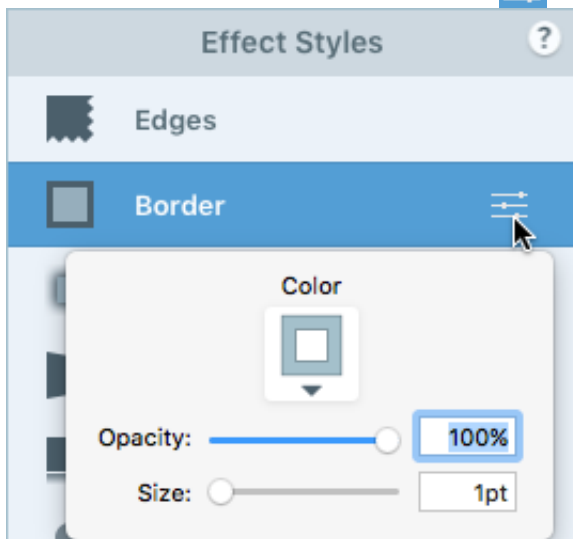 Effect Styles ?
Edges
Border
Color
Opacity: 100%
Size: 1pt